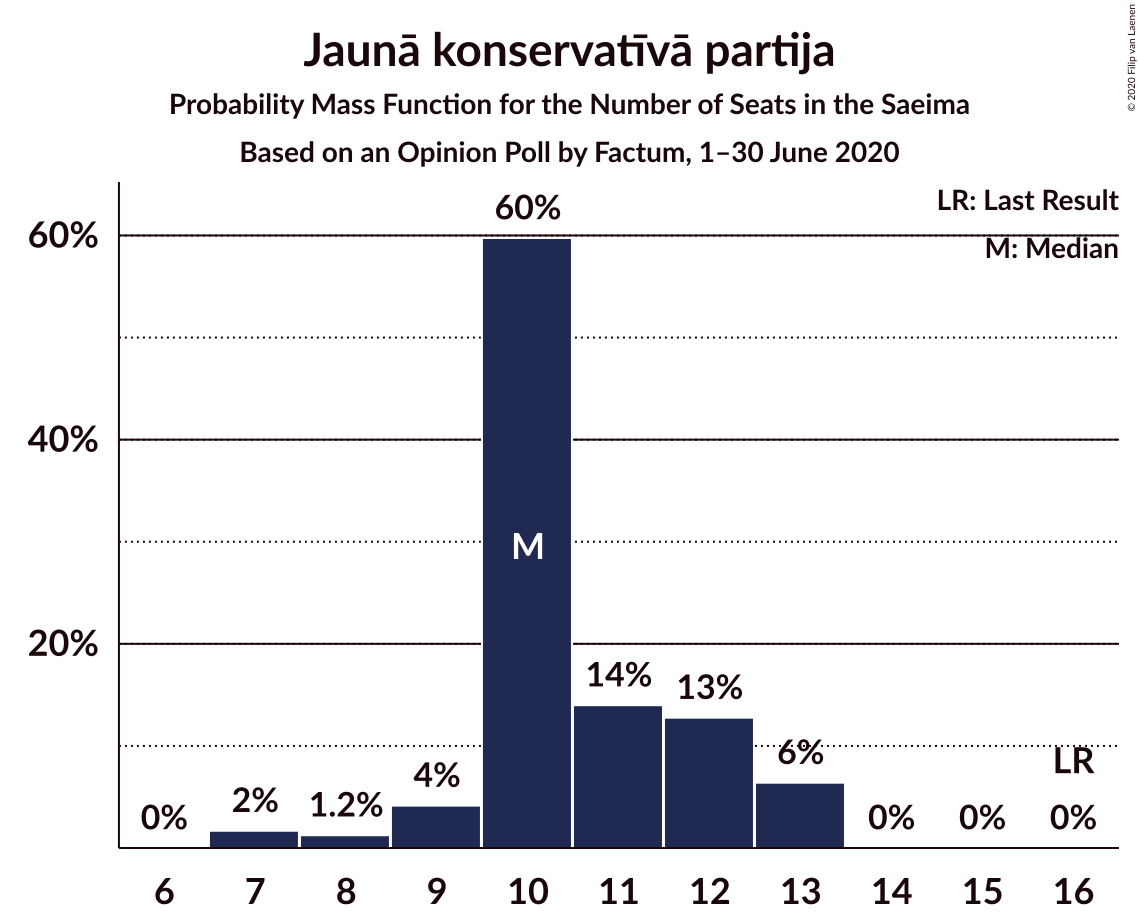 Jaunā konservatīvā partija
Probability Mass Function for the Number of Seats in the Saeima
Based on an Opinion Poll by Factum, 1–30 June 2020
© 2020 Filip van Laenen
LR: Last Result
M: Median
60%
40%
20%
0%
2%
1.2%
4%
60%
M
14%
13%
6%
0%
0%
LR
0%
6 7 8 9 10 11 12 13 14 15 16